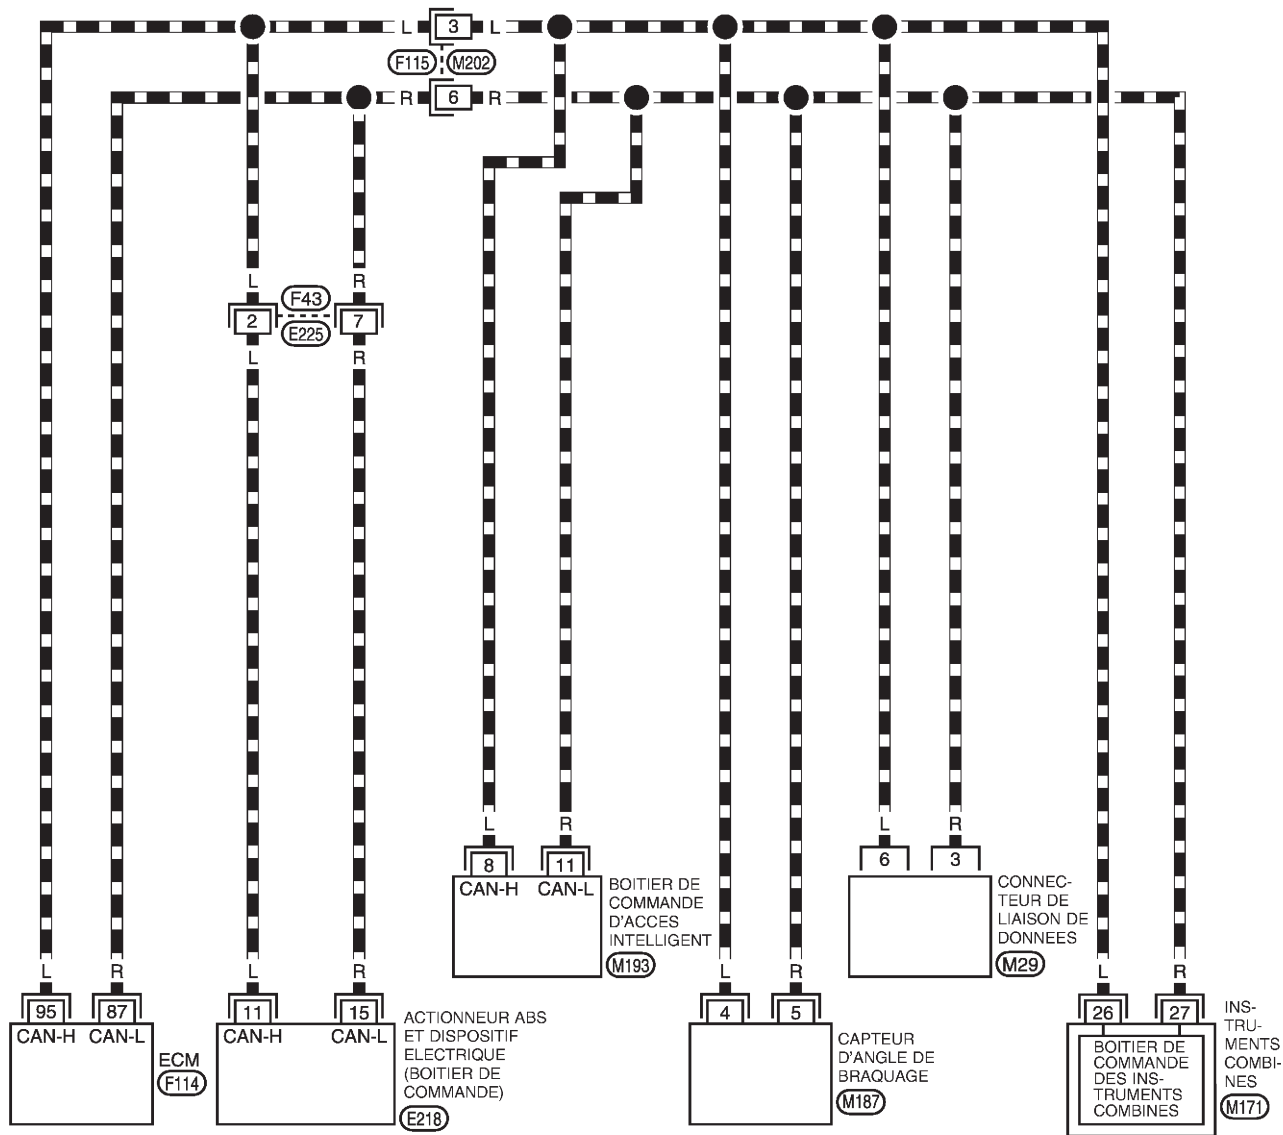 L 3 L
F115 M202
R 6 R
L R
F43
2 7
E225
L R
L R
8 11
CAN-H CAN-L
BOITIER DE
COMMANDE
D'ACCES
INTELLIGENT
M193
L R
6 3
CONNEC-
TEUR DE
LIAISON DE
DONNEES
M29
L R
95 87
CAN-H CAN-L
ECM
F114
L R
11 15
CAN-H CAN-L
ACTIONNEUR ABS
ET DISPOSITIF
ELECTRIQUE
(BOITIER DE
COMMANDE)
E218
L R
4 5
CAPTEUR
D'ANGLE DE
BRAQUAGE
M187
L R
26 27
BOITIER DE
COMMANDE
DES INS-
TRUMENTS
COMBINES
INS-
TRU-
MENTS
COMBI-
NES
M171